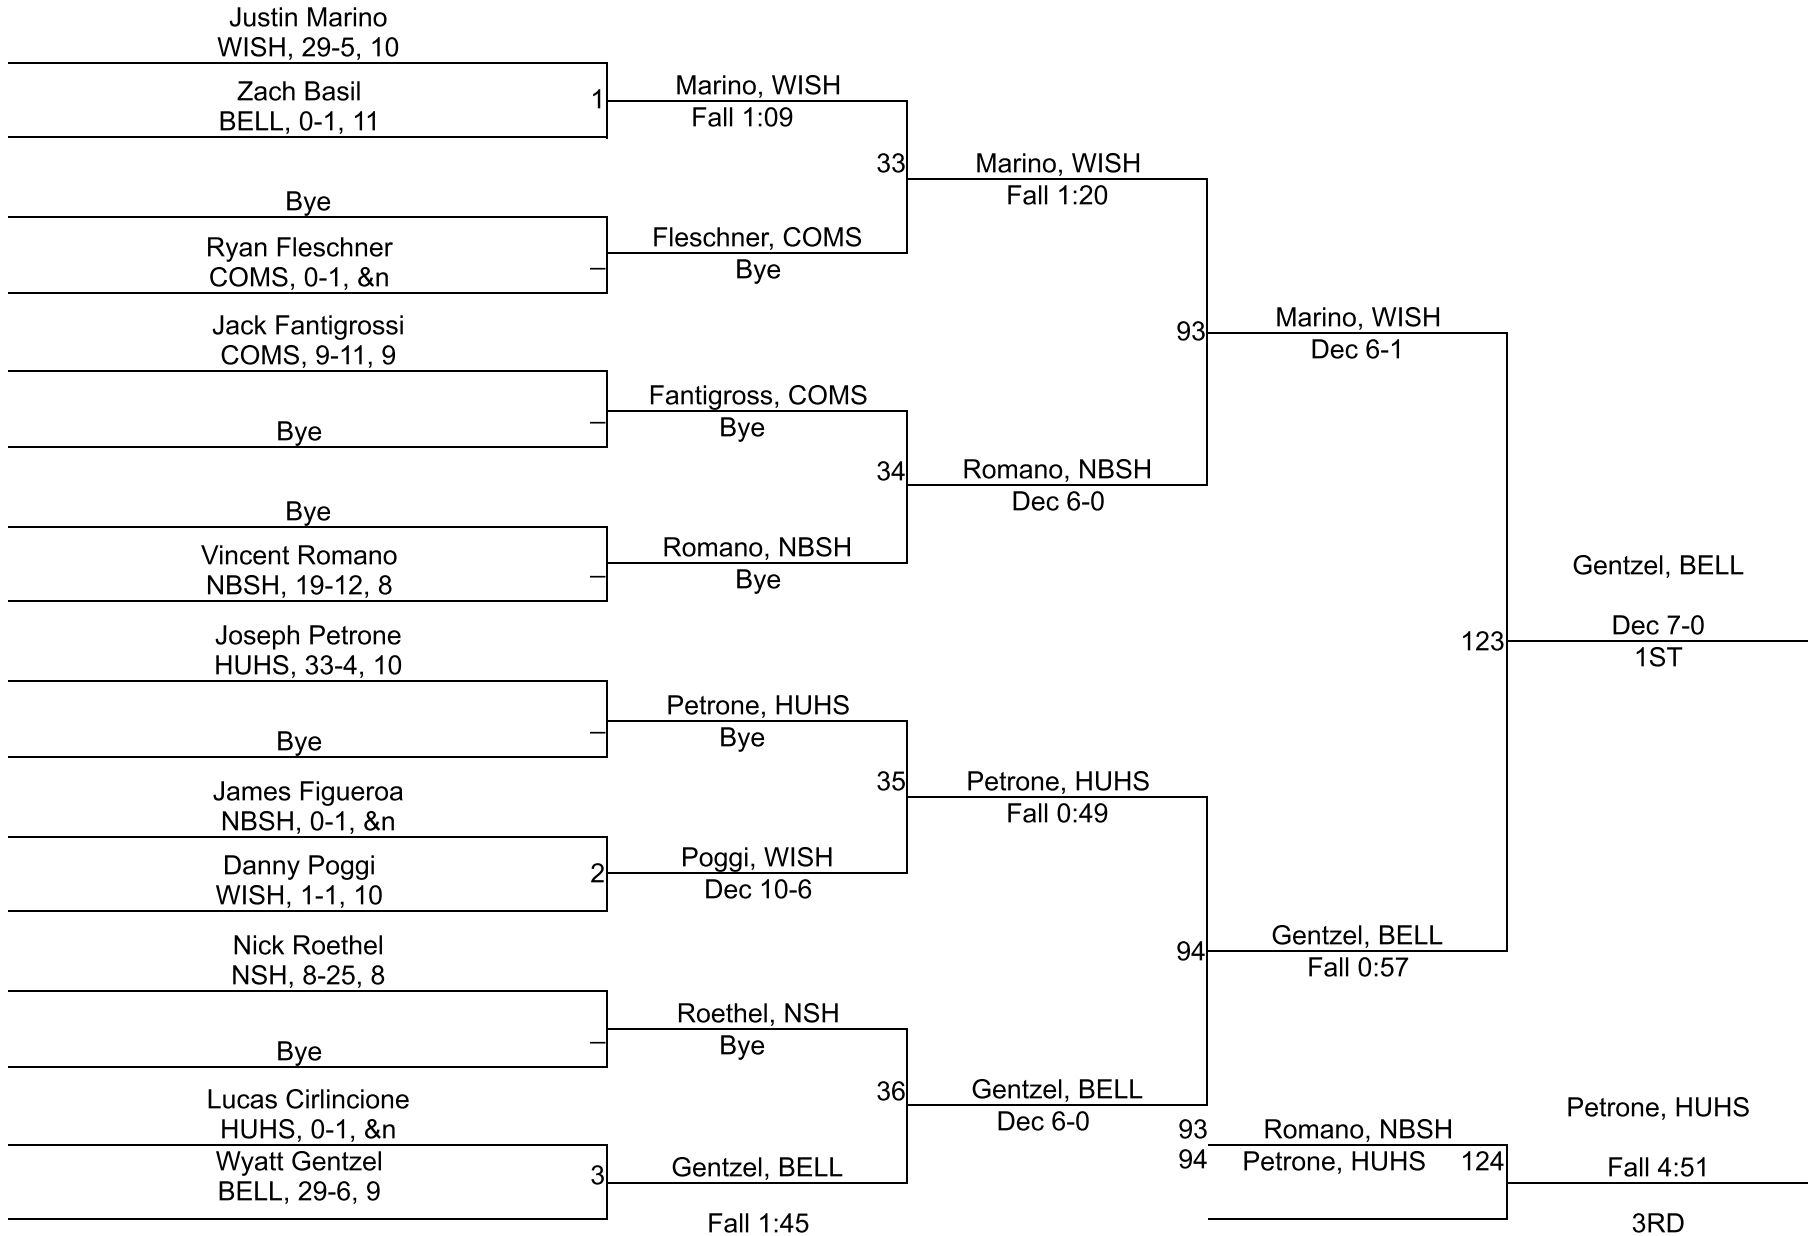 Justin Marino
WISH, 29-5, 10
Zach Basil
BELL, 0-1, 11
1
Bye
Ryan Fleschner
COMS, 0-1, &n
_
Jack Fantigrossi
COMS, 9-11, 9
Bye
_
Bye
Vincent Romano
NBSH, 19-12, 8
_
Joseph Petrone
HUHS, 33-4, 10
Bye
_
James Figueroa
NBSH, 0-1, &n
Danny Poggi
WISH, 1-1, 10
2
Nick Roethel
NSH, 8-25, 8
Bye
_
Lucas Cirlincione
HUHS, 0-1, &n
Wyatt Gentzel
BELL, 29-6, 9
3
Marino, WISH
Fall 1:09
33
Fleschner, COMS
Bye
Fantigross, COMS
Bye
34
Romano, NBSH
Bye
Petrone, HUHS
Bye
35
Poggi, WISH
Dec 10-6
Roethel, NSH
Bye
36
Gentzel, BELL
Fall 1:45
Marino, WISH
Fall 1:20
93
Romano, NBSH
Dec 6-0
Petrone, HUHS
Fall 0:49
94
Gentzel, BELL
Dec 6-0
Marino, WISH
Dec 6-1
123
Gentzel, BELL
Fall 0:57
Gentzel, BELL
Dec 7-0
1ST
93 Romano, NBSH
94 Petrone, HUHS 124
Petrone, HUHS
Fall 4:51
3RD